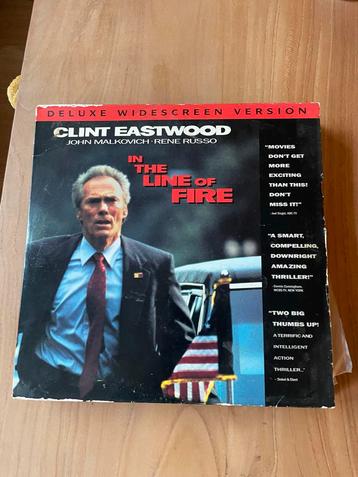 DELUXE WIDESCREEN VERSION
CLINT EASTWOOD
JOHN MALKOVICH · RENE RUSSO
IN
THE
LINE OF
FIRE
"MOVIES
DON'T GET
MORE
EXCITING
THAN THIS!
DON'T
MISS IT!"
"A SMART,
COMPELLING,
DOWNRIGHT
AMAZING
THRILLER!"
"TWO BIG
THUMBS UP!
A TERRIFIC AND
INTELLIGENT
ACTION
THRILLER..."
- Siskel & Ebert